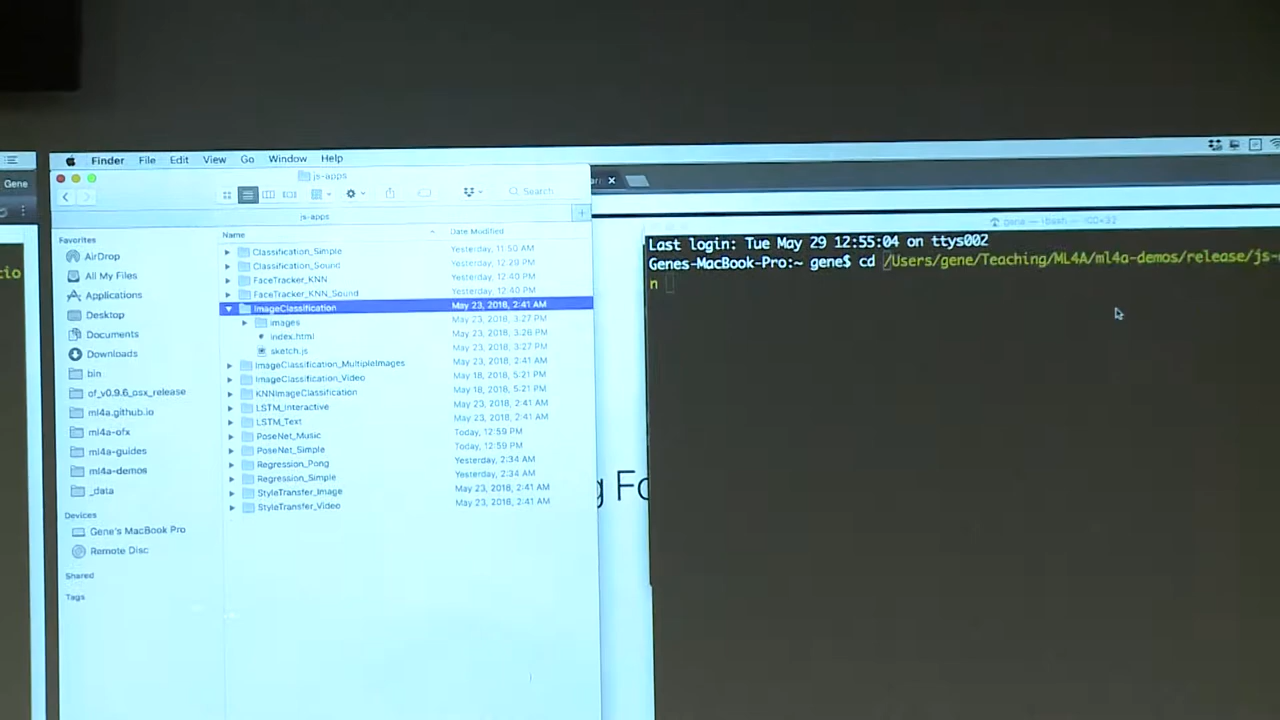 Finder File Edit View Go Window Help
Gene
js-apps
Search
js-apps
Name Date Modified
Favorites
AirDrop
All My Files
Applications
Desktop
Documents
Downloads
bin
of_v0.9.6_osx_release
ml4a.github.io
ml4a-ofx
ml4a-guides
ml4a-demos
_data
Devices
Gene's MacBook Pro
Remote Disc
Shared
Tags
Classification_Simple Yesterday, 11:50 AM
Classification_Sound Yesterday, 12:29 PM
FaceTracker_KNN Yesterday, 12:40 PM
FaceTracker_KNN_Sound Yesterday, 12:40 PM
ImageClassification May 23, 2018, 2:41 AM
images May 23, 2018, 3:27 PM
index.html May 23, 2018, 3:26 PM
sketch.js May 23, 2018, 3:27 PM
ImageClassification_MultipleImages May 23, 2018, 2:41 AM
ImageClassification_Video May 18, 2018, 5:21 PM
KNNImageClassification May 18, 2018, 5:21 PM
LSTM_Interactive May 23, 2018, 2:41 AM
LSTM_Text May 23, 2018, 2:41 AM
PoseNet_Music Today, 12:59 PM
PoseNet_Simple Today, 12:59 PM
Regression_Pong Yesterday, 2:34 AM
Regression_Simple Yesterday, 2:34 AM
StyleTransfer_Image May 23, 2018, 2:41 AM
StyleTransfer_Video May 23, 2018, 2:41 AM
Last login: Tue May 29 12:55:04 on ttys002
Genes-MacBook-Pro:~ gene$ cd /Users/gene/Teaching/ML4A/ml4a-demos/release/js-
n
g Fo
cio